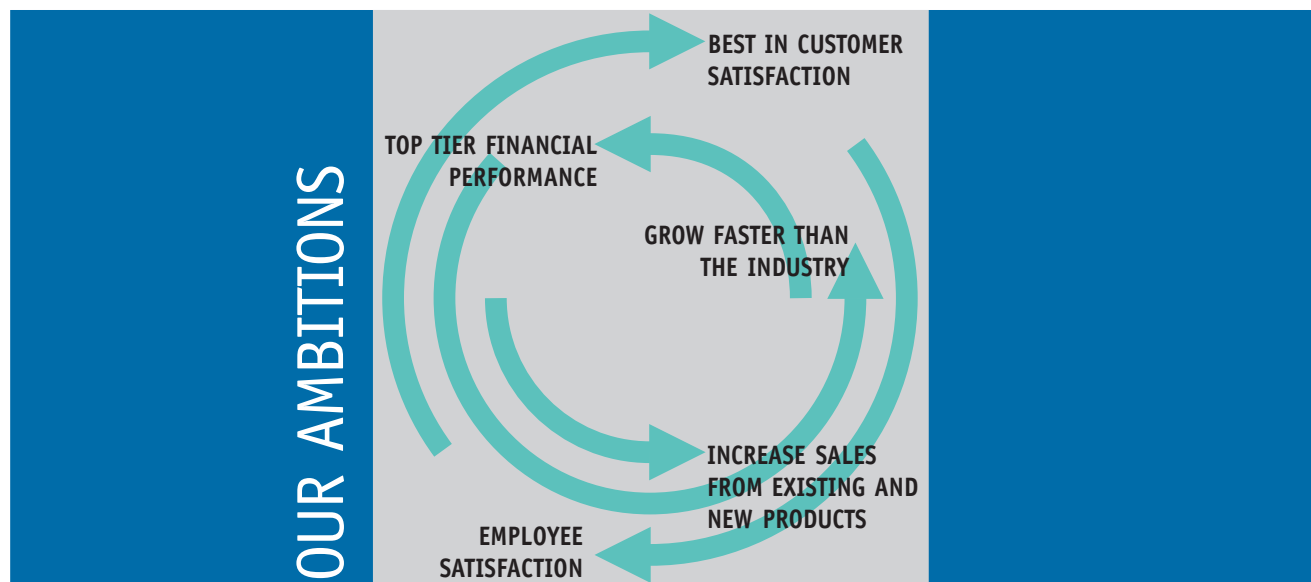 OUR AMBITIONS
BEST IN CUSTOMER
SATISFACTION
TOP TIER FINANCIAL
PERFORMANCE
GROW FASTER THAN
THE INDUSTRY
INCREASE SALES
FROM EXISTING AND
NEW PRODUCTS
EMPLOYEE
SATISFACTION